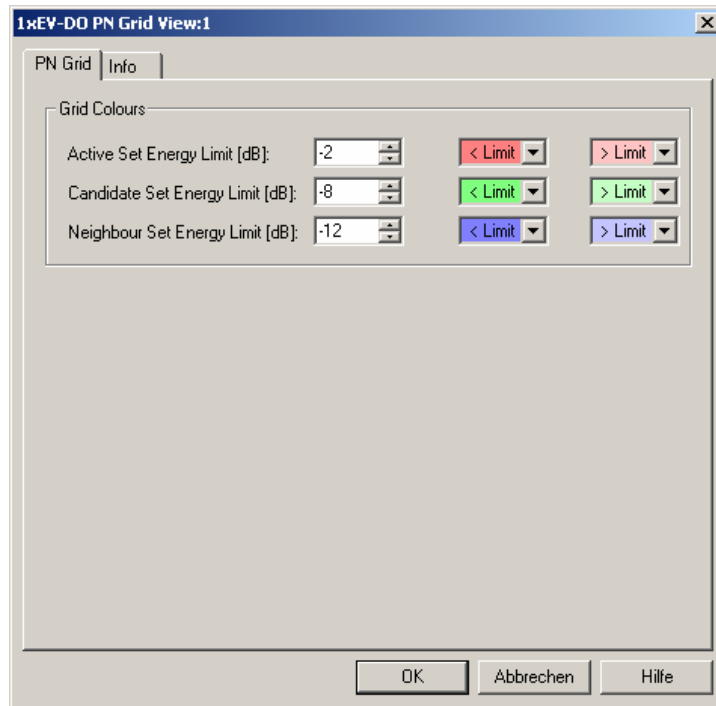 1xEV-DO PN Grid View:1
PN Grid Info
Grid Colours
Active Set Energy Limit [dB]: -2 < Limit > Limit
Candidate Set Energy Limit [dB]: -8 < Limit > Limit
Neighbour Set Energy Limit [dB]: -12 < Limit > Limit
OK Abbrechen Hilfe